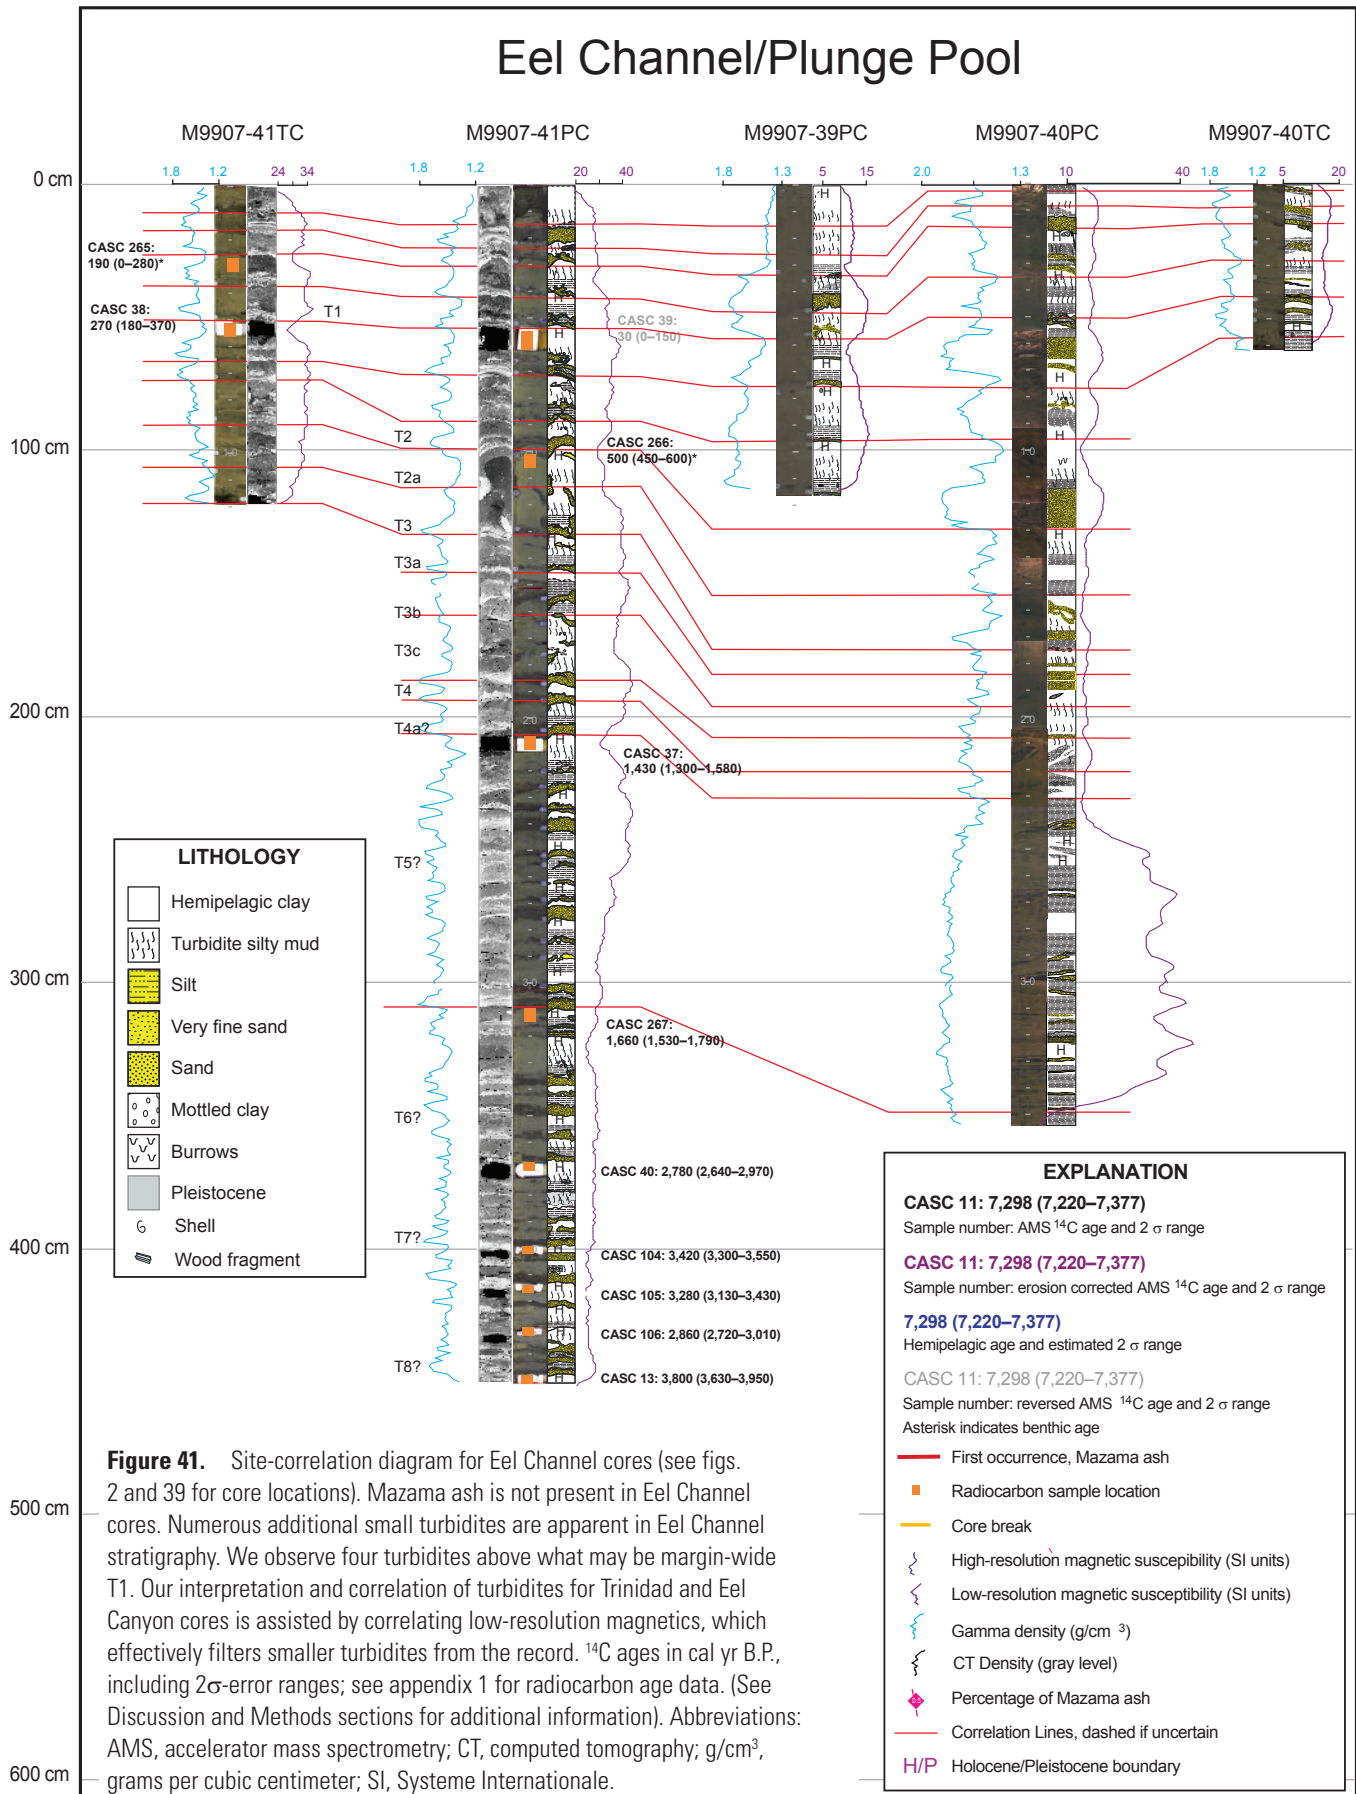 Eel Channel/Plunge Pool
M9907-41TC M9907-41PC M9907-39PC M9907-40PC M9907-40TC
1.8 1.2 24 34 1.8 1.2 20 40 1.8 1.3 5 15 2.0 1.3 10 40 1.8 1.2 5 20
0 cm
CASC 265:
190 (0–280)*
CASC 38:
270 (180–370)
T1
CASC 39:
30 (0–150)
100 cm
T2
CASC 266:
500 (450–600)*
T2a
T3
T3a
T3b
T3c
T4
200 cm
T4a?
CASC 37:
1,430 (1,300–1,580)
T5?
300 cm
CASC 267:
1,660 (1,530–1,790)
T6?
CASC 40: 2,780 (2,640–2,970)
T7?
400 cm
CASC 104: 3,420 (3,300–3,550)
CASC 105: 3,280 (3,130–3,430)
CASC 106: 2,860 (2,720–3,010)
T8?
CASC 13: 3,800 (3,630–3,950)
500 cm
600 cm
LITHOLOGY
Hemipelagic clay
Turbidite silty mud
Silt
Very fine sand
Sand
Mottled clay
Burrows
Pleistocene
Shell
Wood fragment
EXPLANATION
CASC 11: 7,298 (7,220–7,377)
Sample number: AMS ¹⁴C age and 2 σ range
CASC 11: 7,298 (7,220–7,377)
Sample number: erosion corrected AMS ¹⁴C age and 2 σ range
7,298 (7,220–7,377)
Hemipelagic age and estimated 2 σ range
CASC 11: 7,298 (7,220–7,377)
Sample number: reversed AMS ¹⁴C age and 2 σ range
Asterisk indicates benthic age
First occurrence, Mazama ash
Radiocarbon sample location
Core break
High-resolution magnetic suscepibility (SI units)
Low-resolution magnetic susceptibility (SI units)
Gamma density (g/cm ³)
CT Density (gray level)
0.5 Percentage of Mazama ash
Correlation Lines, dashed if uncertain
H/P Holocene/Pleistocene boundary
Figure 41. Site-correlation diagram for Eel Channel cores (see figs.
2 and 39 for core locations). Mazama ash is not present in Eel Channel
cores. Numerous additional small turbidites are apparent in Eel Channel
stratigraphy. We observe four turbidites above what may be margin-wide
T1. Our interpretation and correlation of turbidites for Trinidad and Eel
Canyon cores is assisted by correlating low-resolution magnetics, which
effectively filters smaller turbidites from the record. ¹⁴C ages in cal yr B.P.,
including 2σ-error ranges; see appendix 1 for radiocarbon age data. (See
Discussion and Methods sections for additional information). Abbreviations:
AMS, accelerator mass spectrometry; CT, computed tomography; g/cm³,
grams per cubic centimeter; SI, Systeme Internationale.